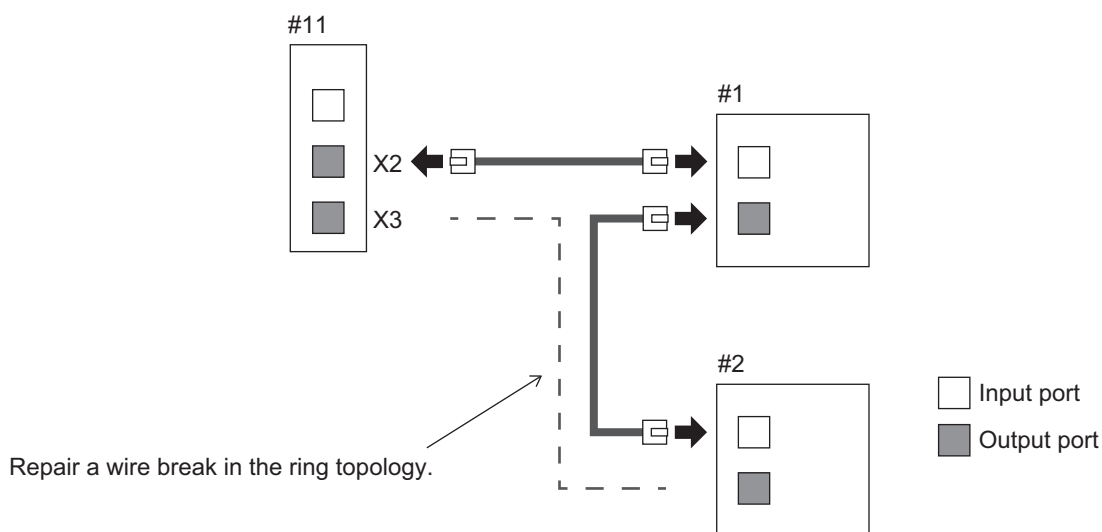 #11
#1
X2
X3
#2
Input port
Output port
Repair a wire break in the ring topology.